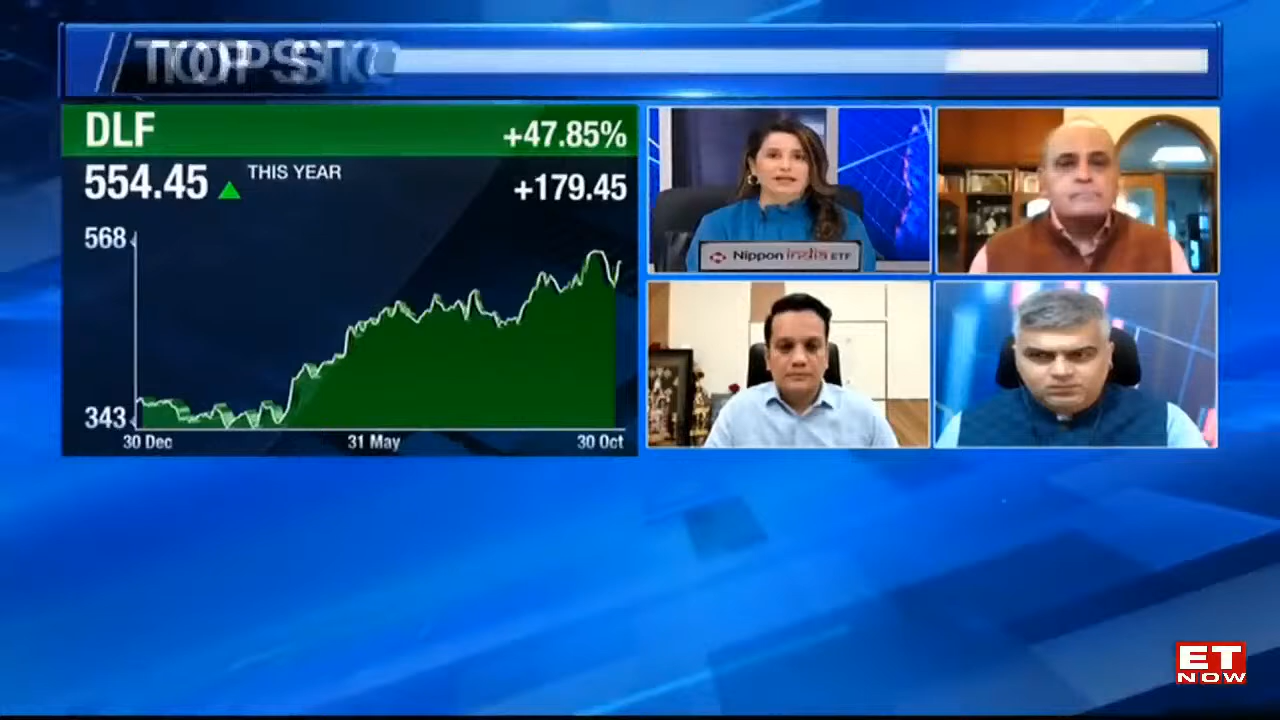 DLF
+47.85%
554.45
THIS YEAR
+179.45
568
343
30 Dec
31 May
30 Oct
Nippon india ETF
ET
NOW